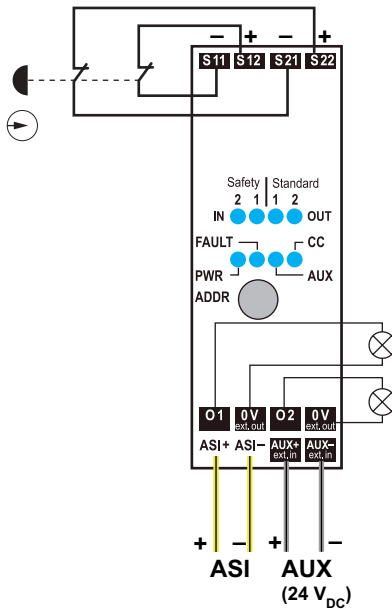 – + – +
S11 S12 S21 S22
Safety Standard
2 1 1 2
IN OUT
FAULT CC
PWR AUX
ADDR
O1 0V ext. out O2 0V ext. out
ASI+ ASI– AUX+ ext. in AUX– ext. in
+ – + –
ASI AUX
(24 VDC)